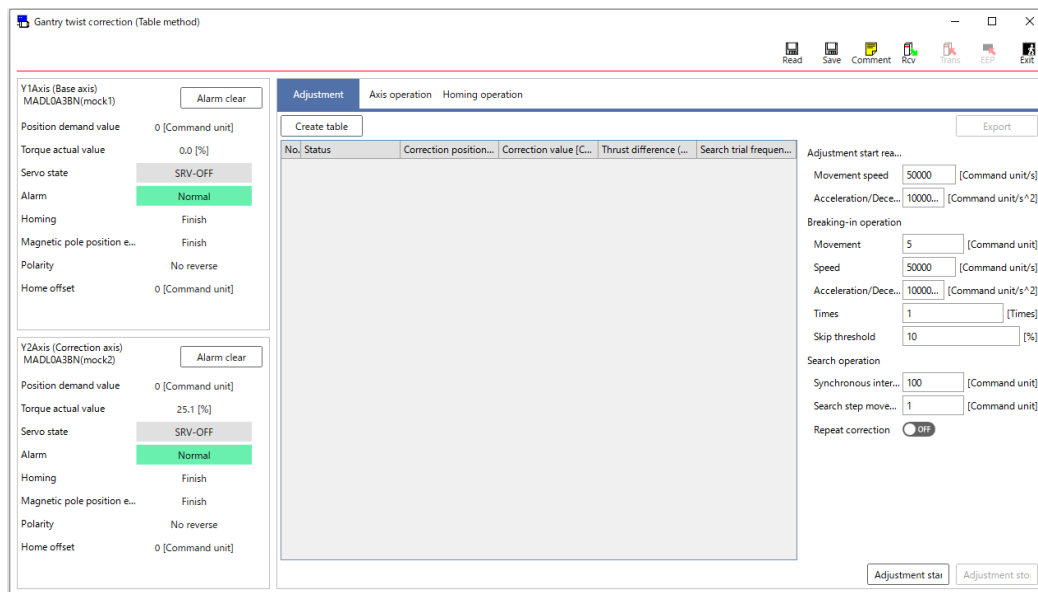 Gantry twist correction (Table method)
Read Save Comment Rcv Trans EEP Exit
Y1Axis (Base axis)
MADL0A3BN(mock1)
Alarm clear
Position demand value 0 [Command unit]
Torque actual value 0.0 [%]
Servo state SRV-OFF
Alarm Normal
Homing Finish
Magnetic pole position e... Finish
Polarity No reverse
Home offset 0 [Command unit]
Y2Axis (Correction axis)
MADL0A3BN(mock2)
Alarm clear
Position demand value 0 [Command unit]
Torque actual value 25.1 [%]
Servo state SRV-OFF
Alarm Normal
Homing Finish
Magnetic pole position e... Finish
Polarity No reverse
Home offset 0 [Command unit]
Adjustment Axis operation Homing operation
Create table Export
No. Status Correction position... Correction value [C... Thrust difference (... Search trial frequen...
Adjustment start rea...
Movement speed 50000 [Command unit/s]
Acceleration/Dece... 10000... [Command unit/s^2]
Breaking-in operation
Movement 5 [Command unit]
Speed 50000 [Command unit/s]
Acceleration/Dece... 10000... [Command unit/s^2]
Times 1 [Times]
Skip threshold 10 [%]
Search operation
Synchronous inter... 100 [Command unit]
Search step move... 1 [Command unit]
Repeat correction OFF
Adjustment star Adjustment sto